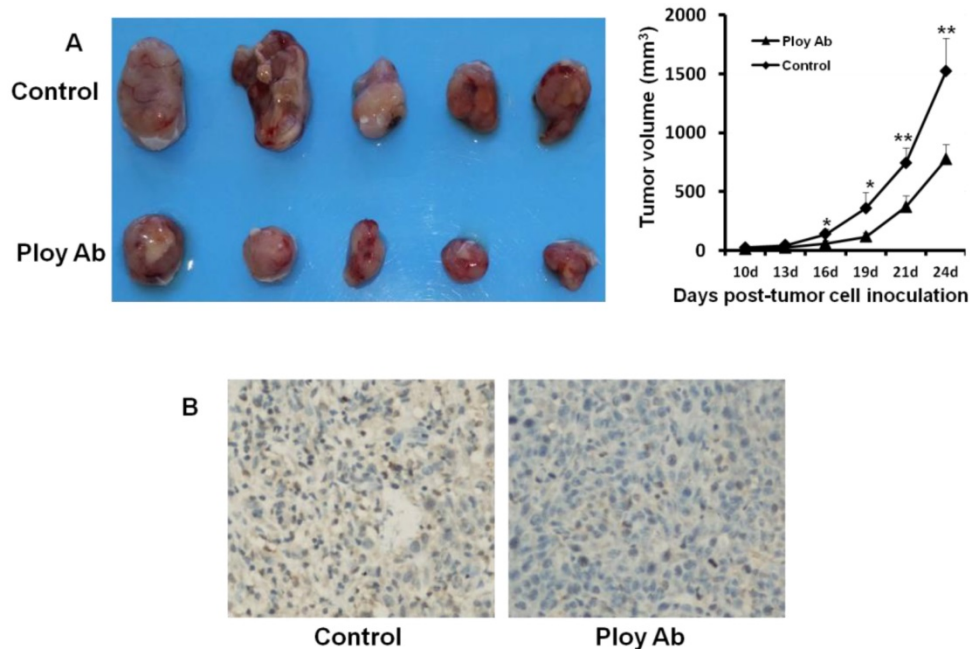 A
Control
Ploy Ab
2000
1500
1000
500
0
Tumor volume (mm³)
Ploy Ab
Control
*
*
**
**
10d 13d 16d 19d 21d 24d
Days post-tumor cell inoculation
B
Control
Ploy Ab